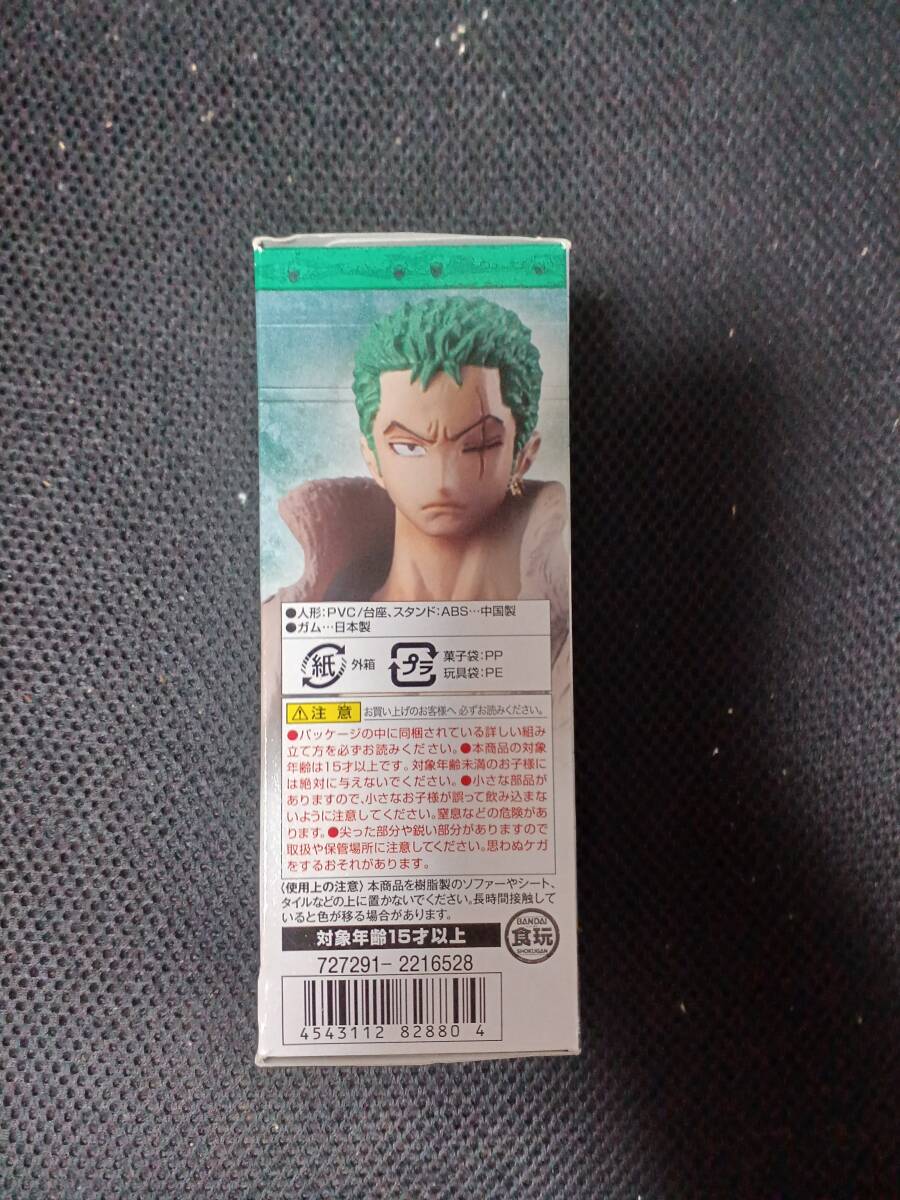 ●人形:PVC/台座、スタンド:ABS…中国製
●ガム…日本製
紙 外箱 プラ 菓子袋:PP
玩具袋:PE
注意 お買い上げのお客様へ 必ずお読みください。
●パッケージの中に同梱されている詳しい組み
立て方を必ずお読みください。●本商品の対象
年齢は15才以上です。対象年齢未満のお子様に
は絶対に与えないでください。●小さな部品が
ありますので、小さなお子様が誤って飲み込まな
いように注意してください。窒息などの危険があ
ります。●尖った部分や鋭い部分がありますので
取扱や保管場所に注意してください。思わぬケガ
をするおそれがあります。
〈使用上の注意〉本商品を樹脂製のソファーやシート、
タイルなどの上に置かないでください。長時間接触して
いると色が移る場合があります。
対象年齢15才以上
BANDAI
食玩
SHOKUGAN
727291-2216528
4543112 828804